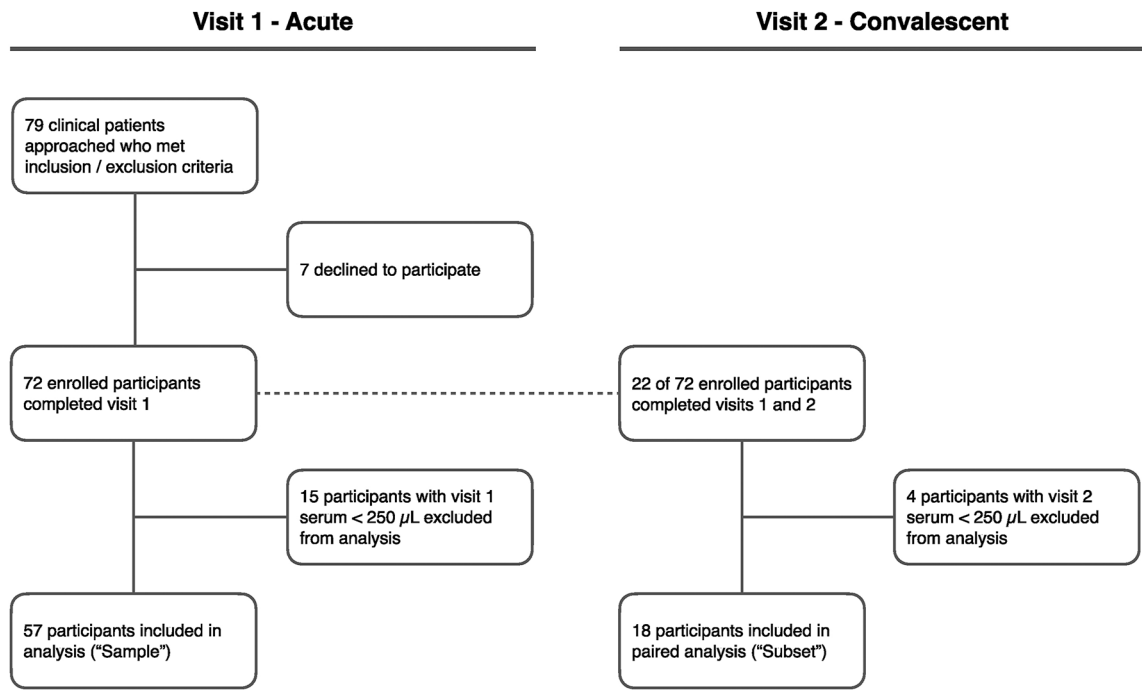 Visit 1 - Acute
Visit 2 - Convalescent
79 clinical patients
approached who met
inclusion / exclusion criteria
7 declined to participate
72 enrolled participants
completed visit 1
22 of 72 enrolled participants
completed visits 1 and 2
15 participants with visit 1
serum < 250 µL excluded
from analysis
4 participants with visit 2
serum < 250 µL excluded
from analysis
57 participants included in
analysis (“Sample”)
18 participants included in
paired analysis (“Subset”)